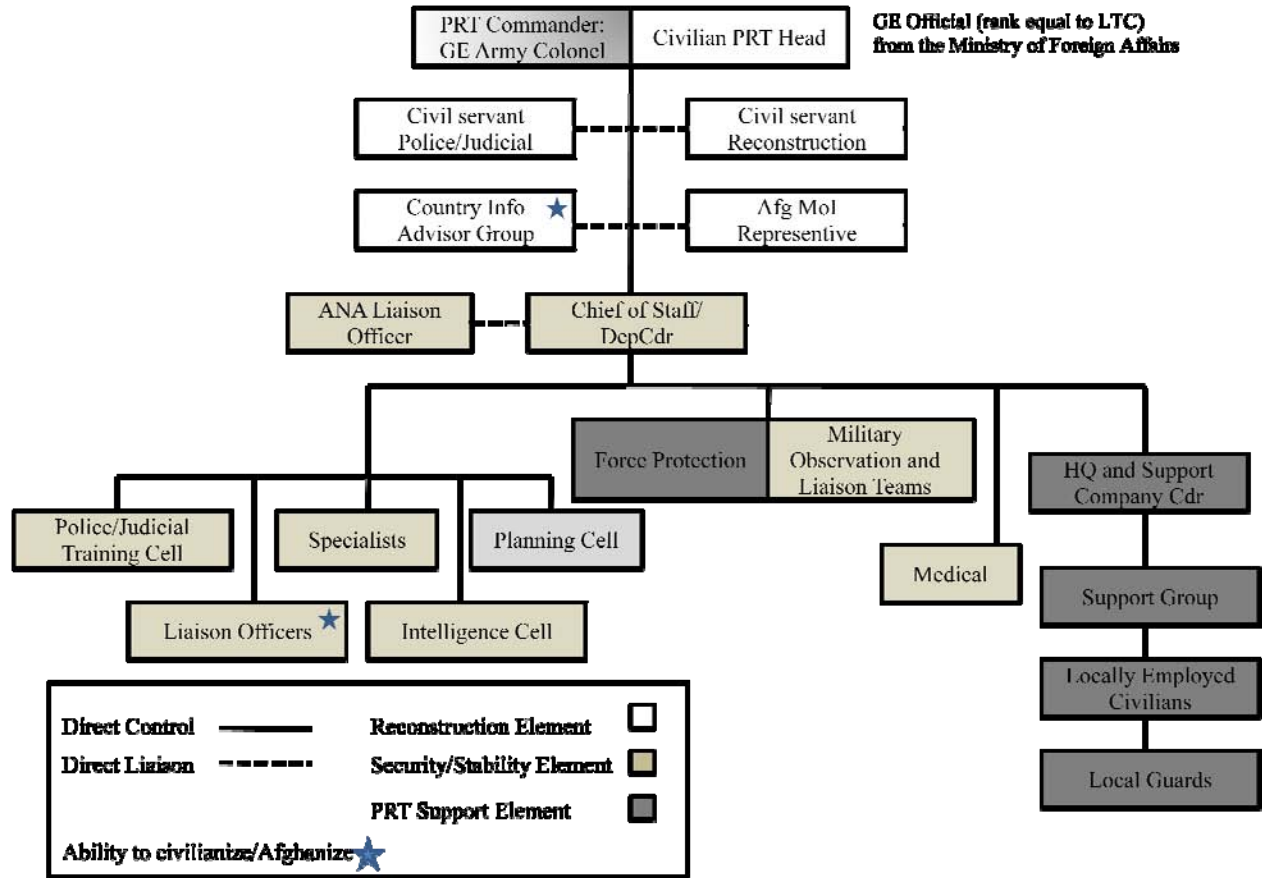 PRT Commander:
GE Army Colonel
Civilian PRT Head
GE Official (rank equal to LTC)
from the Ministry of Foreign Affairs
Civil servant
Police/Judicial
Civil servant
Reconstruction
Country Info
Advisor Group
Afg MoI
Representive
ANA Liaison
Officer
Chief of Staff/
DepCdr
Force Protection
Military
Observation and
Liaison Teams
HQ and Support
Company Cdr
Police/Judicial
Training Cell
Specialists
Planning Cell
Medical
Support Group
Liaison Officers
Intelligence Cell
Locally Employed
Civilians
Local Guards
Direct Control
Reconstruction Element
Direct Liaison
Security/Stability Element
PRT Support Element
Ability to civilianize/Afghanize